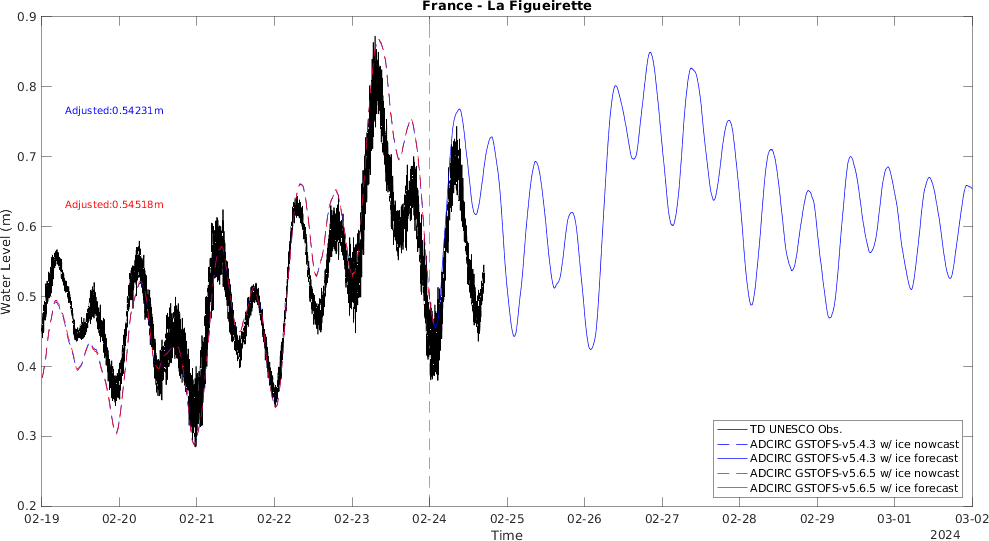 France - La Figueirette
0.9
0.8
0.7
0.6
0.5
0.4
0.3
0.2
Water Level (m)
Adjusted:0.54231m
Adjusted:0.54518m
TD UNESCO Obs.
ADCIRC GSTOFS-v5.4.3 w/ ice nowcast
ADCIRC GSTOFS-v5.4.3 w/ ice forecast
ADCIRC GSTOFS-v5.6.5 w/ ice nowcast
ADCIRC GSTOFS-v5.6.5 w/ ice forecast
02-19 02-20 02-21 02-22 02-23 02-24 02-25 02-26 02-27 02-28 02-29 03-01 03-02
Time
2024